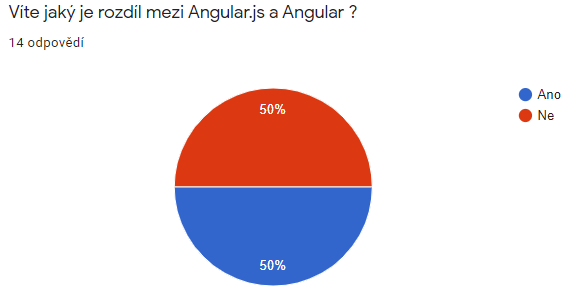 Víte jaký je rozdíl mezi Angular.js a Angular ?
14 odpovědí
50%
Ano
Ne
50%